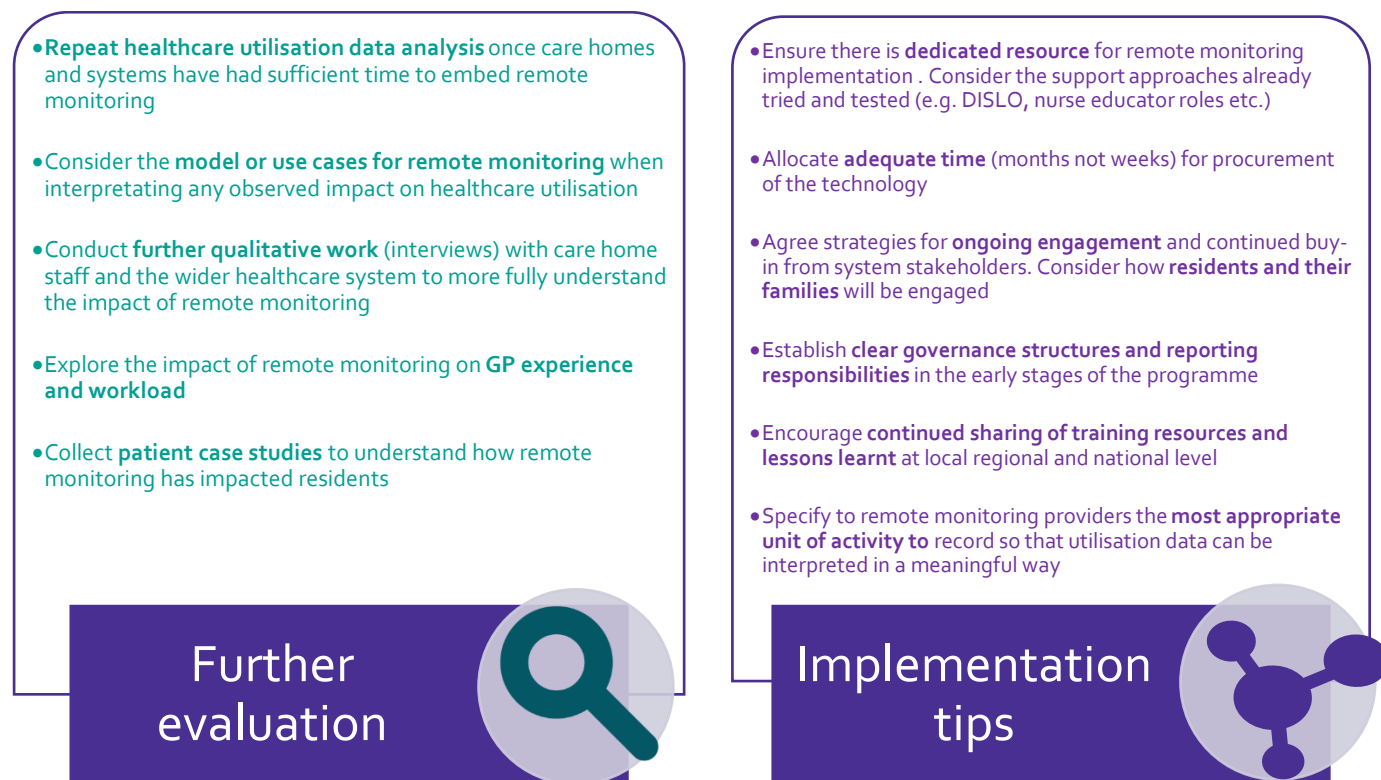 •Repeat healthcare utilisation data analysis once care homes
and systems have had sufficient time to embed remote
monitoring
•Consider the model or use cases for remote monitoring when
interpretating any observed impact on healthcare utilisation
•Conduct further qualitative work (interviews) with care home
staff and the wider healthcare system to more fully understand
the impact of remote monitoring
•Explore the impact of remote monitoring on GP experience
and workload
•Collect patient case studies to understand how remote
monitoring has impacted residents
Further
evaluation
•Ensure there is dedicated resource for remote monitoring
implementation . Consider the support approaches already
tried and tested (e.g. DISLO, nurse educator roles etc.)
•Allocate adequate time (months not weeks) for procurement
of the technology
•Agree strategies for ongoing engagement and continued buy-
in from system stakeholders. Consider how residents and their
families will be engaged
•Establish clear governance structures and reporting
responsibilities in the early stages of the programme
•Encourage continued sharing of training resources and
lessons learnt at local regional and national level
•Specify to remote monitoring providers the most appropriate
unit of activity to record so that utilisation data can be
interpreted in a meaningful way
Implementation
tips